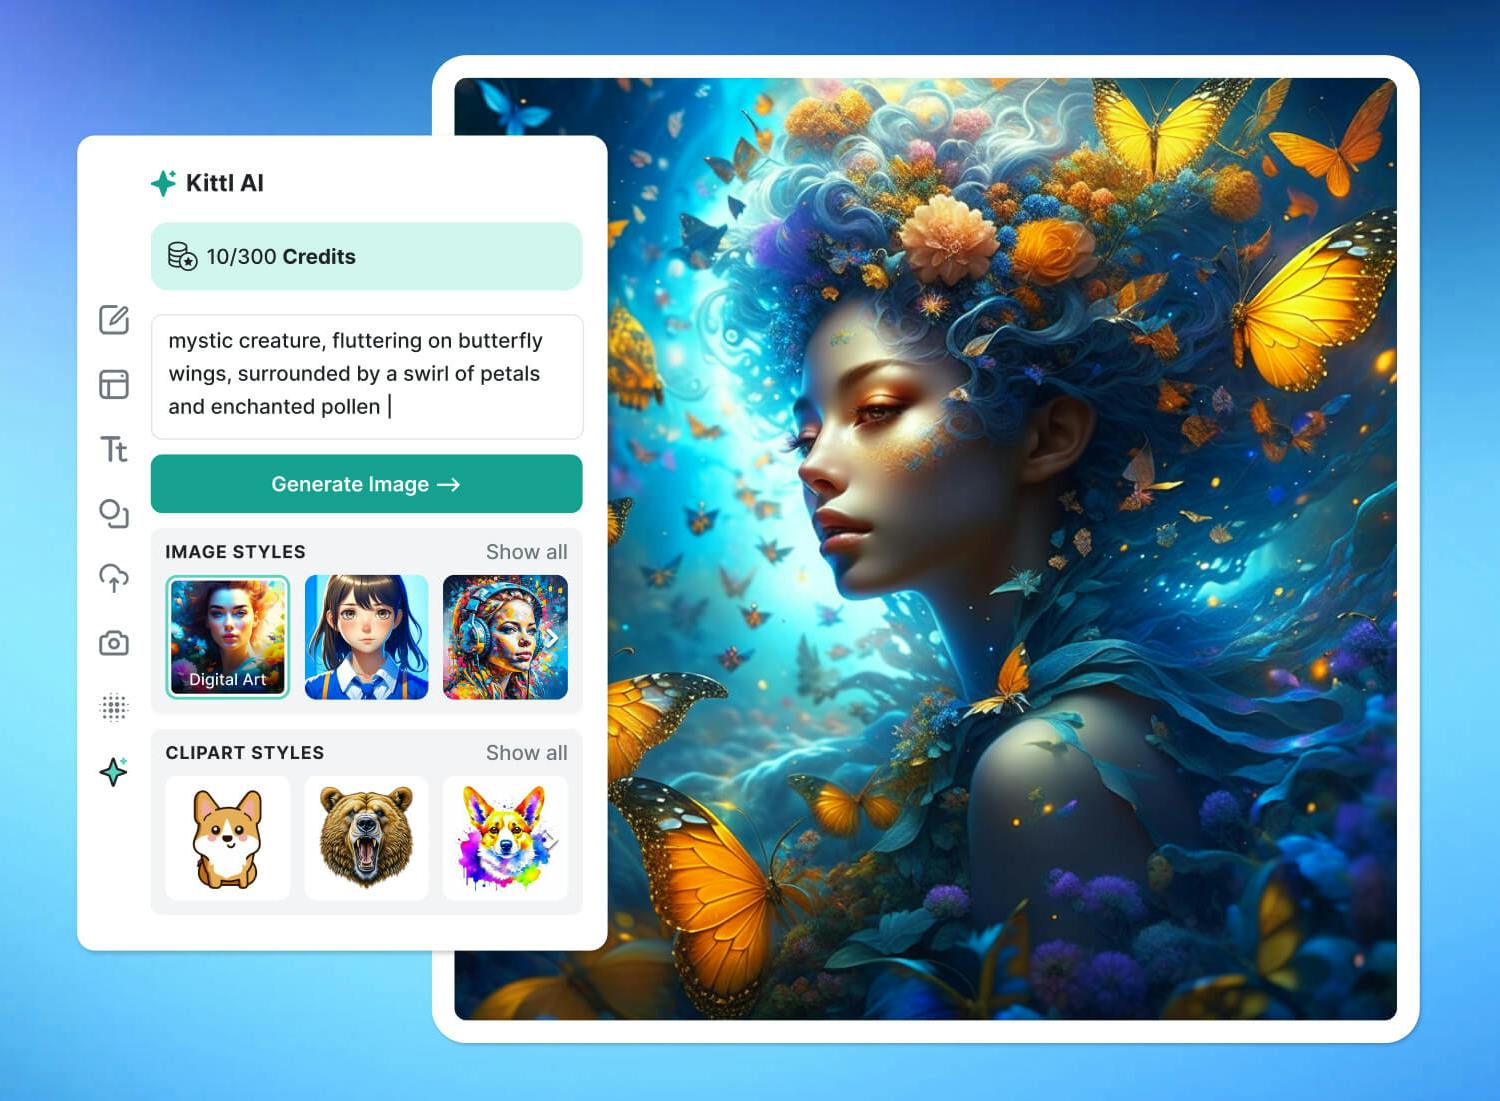 Kittl AI
10/300 Credits
mystic creature, fluttering on butterfly
wings, surrounded by a swirl of petals
and enchanted pollen
Generate Image →
IMAGE STYLES Show all
Digital Art
CLIPART STYLES Show all
Tt